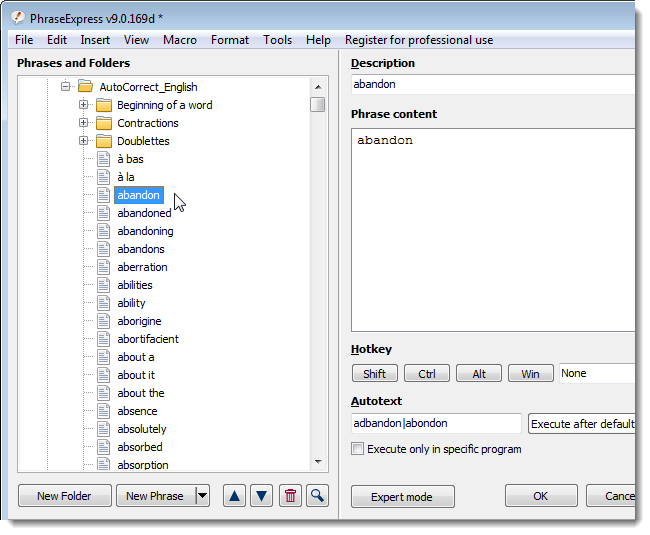 PhraseExpress v9.0.169d *
File Edit Insert View Macro Format Tools Help Register for professional use
Phrases and Folders
AutoCorrect_English
Beginning of a word
Contractions
Doublettes
à bas
à la
abandon
abandoned
abandoning
abandons
aberration
abilities
ability
aborigine
abortifacient
about a
about it
about the
absence
absolutely
absorbed
absorption
New Folder New Phrase
Description
abandon
Phrase content
abandon
Hotkey
Shift Ctrl Alt Win None
Autotext
adbandon|abondon Execute after default
Execute only in specific program
Expert mode OK Cance